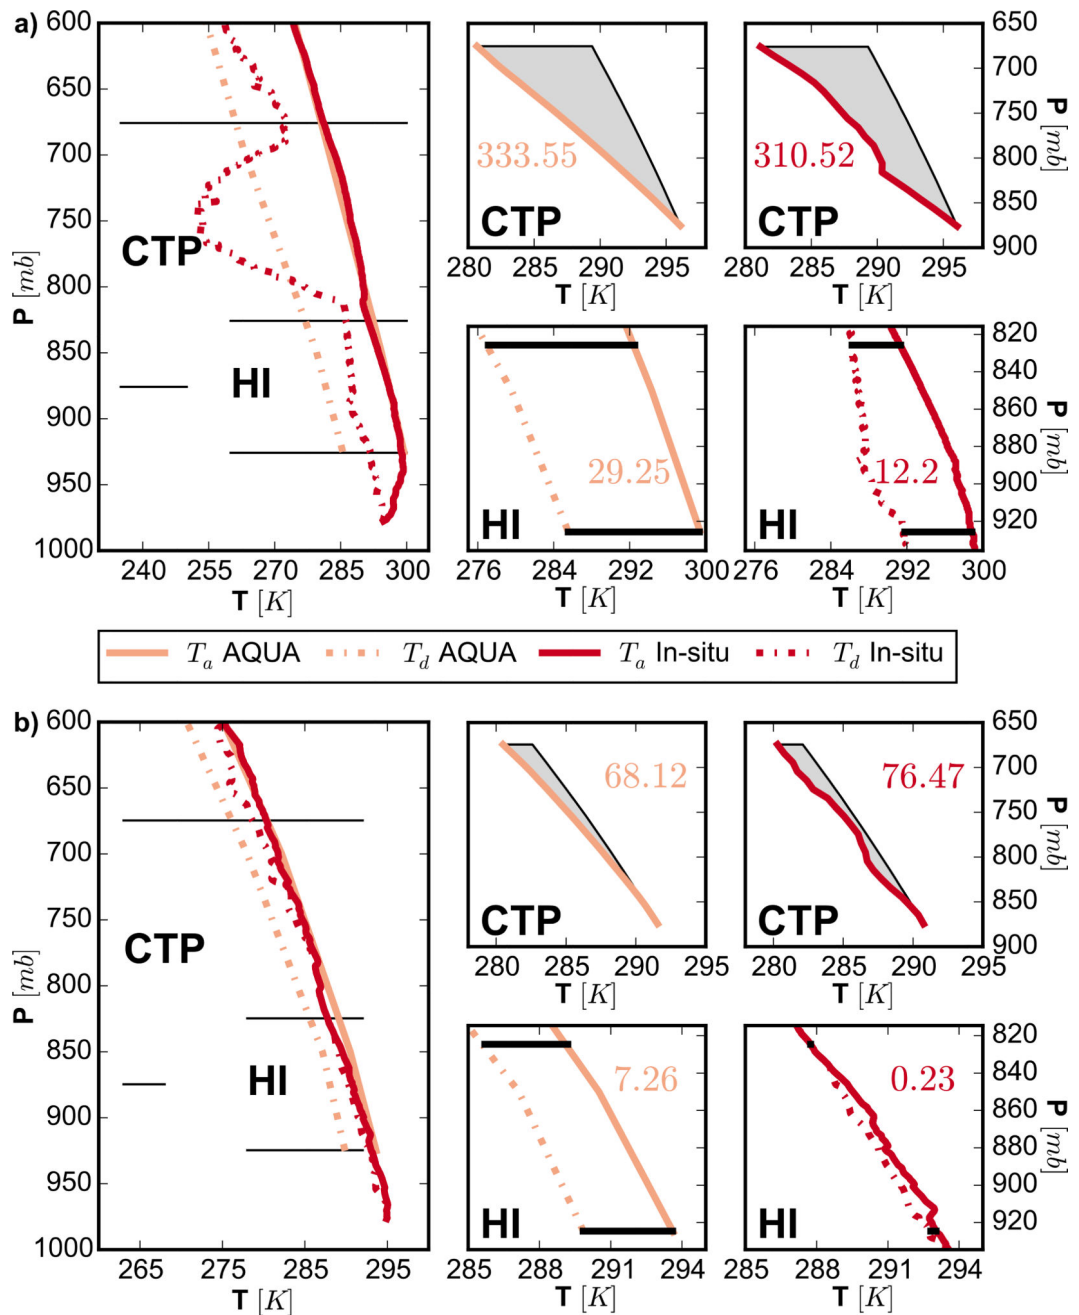 a)
600
650
700
750
800
850
900
950
1000
P [mb]
CTP
HI
240 255 270 285 300
T [K]
333.55
CTP
280 285 290 295
T [K]
310.52
CTP
280 285 290 295
T [K]
650
700
750
800
850
900
P [mb]
29.25
HI
276 284 292 300
T [K]
12.2
HI
276 284 292 300
T [K]
820
840
860
880
900
920
P [mb]
T_a AQUA T_d AQUA T_a In-situ T_d In-situ
b)
600
650
700
750
800
850
900
950
1000
P [mb]
CTP
HI
265 275 285 295
T [K]
68.12
CTP
280 285 290 295
T [K]
76.47
CTP
280 285 290 295
T [K]
650
700
750
800
850
900
P [mb]
7.26
HI
285 288 291 294
T [K]
0.23
HI
285 288 291 294
T [K]
820
840
860
880
900
920
P [mb]